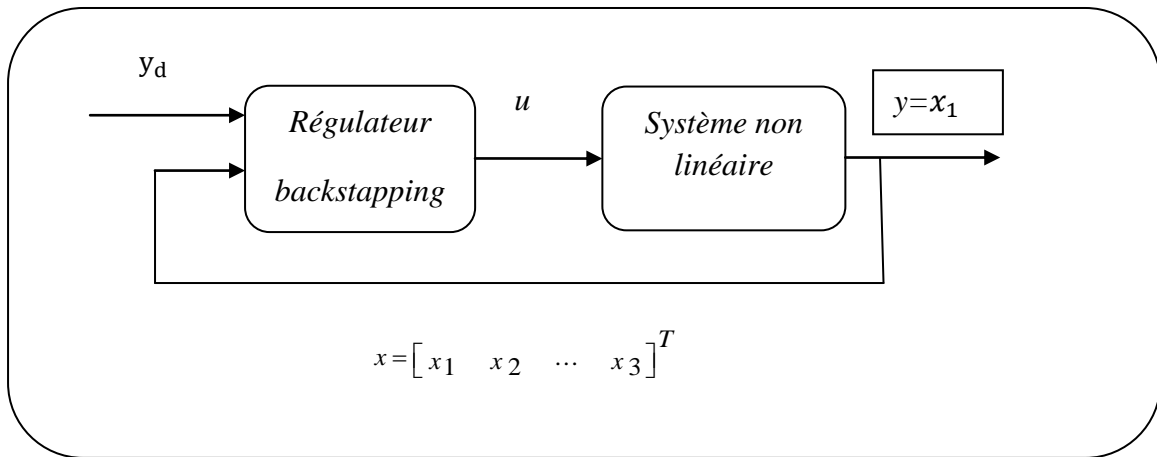 y_d
Régulateur
backstapping
u
Système non
linéaire
y=x_1
x = [ x_1 x_2 ... x_3 ]^T